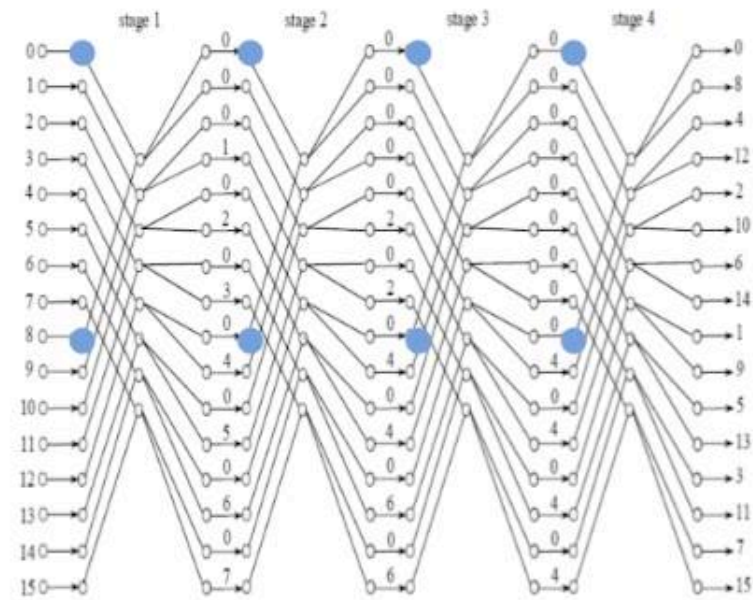 stage 1 stage 2 stage 3 stage 4
0 0 0 0 0
1 0 0 0 8
2 0 0 0 4
3 1 0 0 12
4 0 0 0 2
5 2 2 0 10
6 0 0 0 6
7 3 2 0 14
8 0 0 0 1
9 4 4 4 9
10 0 0 0 5
11 5 4 4 13
12 0 0 0 3
13 6 6 4 11
14 0 0 0 7
15 7 6 4 15